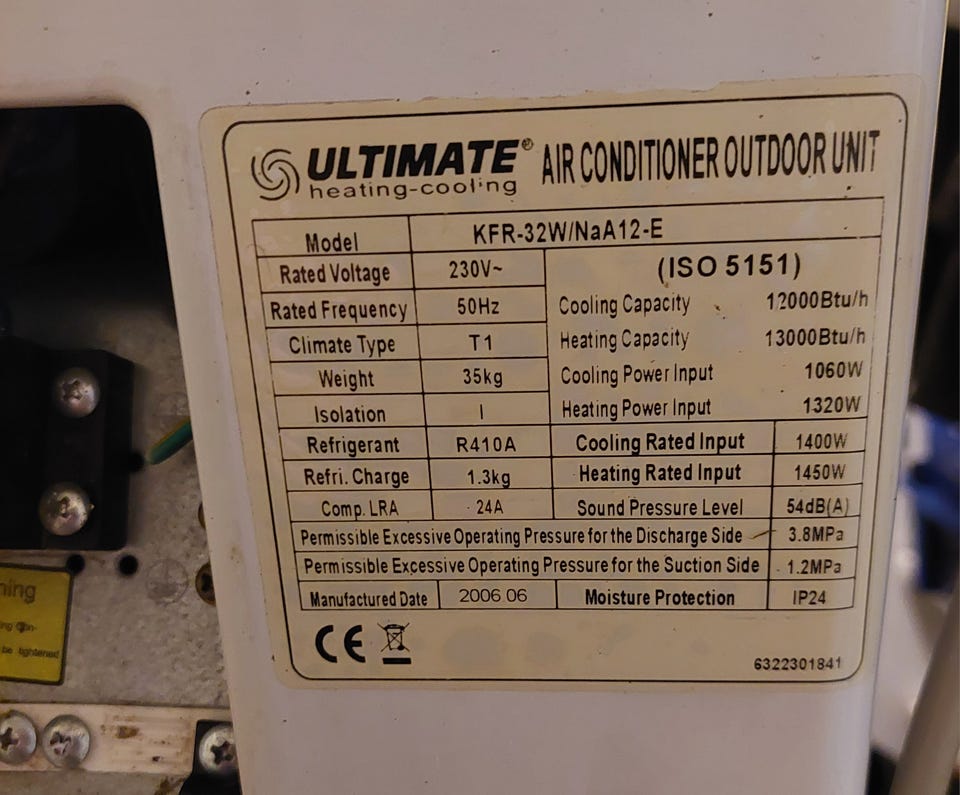 ULTIMATE® AIR CONDITIONER OUTDOOR UNIT
heating-cooling
Model KFR-32W/NaA12-E
Rated Voltage 230V~ (ISO 5151)
Rated Frequency 50Hz Cooling Capacity 12000Btu/h
Climate Type T1 Heating Capacity 13000Btu/h
Weight 35kg Cooling Power Input 1060W
Isolation I Heating Power Input 1320W
Refrigerant R410A Cooling Rated Input 1400W
Refri. Charge 1.3kg Heating Rated Input 1450W
Comp. LRA 24A Sound Pressure Level 54dB(A)
Permissible Excessive Operating Pressure for the Discharge Side 3.8MPa
Permissible Excessive Operating Pressure for the Suction Side 1.2MPa
Manufactured Date 2006 06 Moisture Protection IP24
CE
6322301841
be tightened